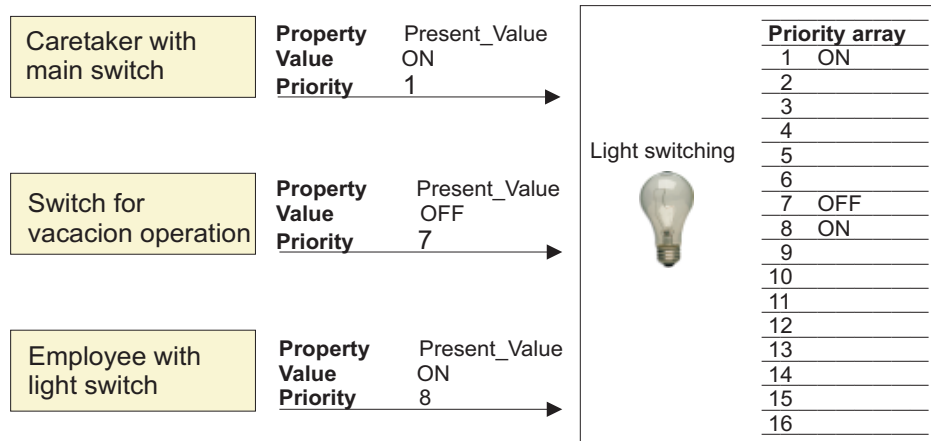 Caretaker with
main switch
Property Present_Value
Value ON
Priority 1
Switch for
vacacion operation
Property Present_Value
Value OFF
Priority 7
Employee with
light switch
Property Present_Value
Value ON
Priority 8
Light switching
Priority array
1 ON
2
3
4
5
6
7 OFF
8 ON
9
10
11
12
13
14
15
16